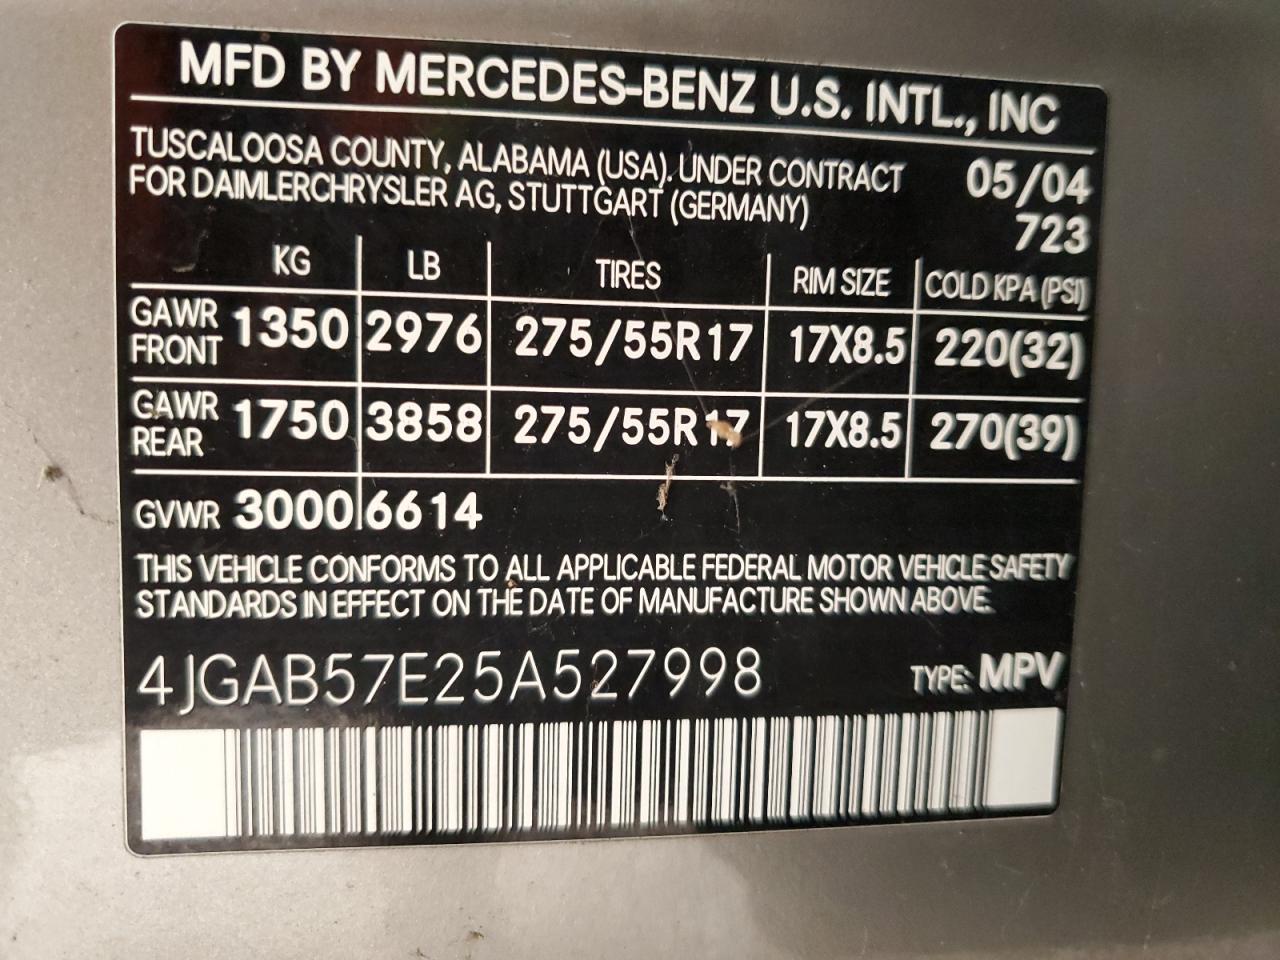 MFD BY MERCEDES-BENZ U.S. INTL., INC
TUSCALOOSA COUNTY, ALABAMA (USA). UNDER CONTRACT 05/04
FOR DAIMLERCHRYSLER AG, STUTTGART (GERMANY) 723
KG LB TIRES RIM SIZE COLD KPA (PSI)
GAWR FRONT 1350 2976 275/55R17 17X8.5 220(32)
GAWR REAR 1750 3858 275/55R17 17X8.5 270(39)
GVWR 3000 6614
THIS VEHICLE CONFORMS TO ALL APPLICABLE FEDERAL MOTOR VEHICLE SAFETY
STANDARDS IN EFFECT ON THE DATE OF MANUFACTURE SHOWN ABOVE.
4JGAB57E25A527998 TYPE: MPV